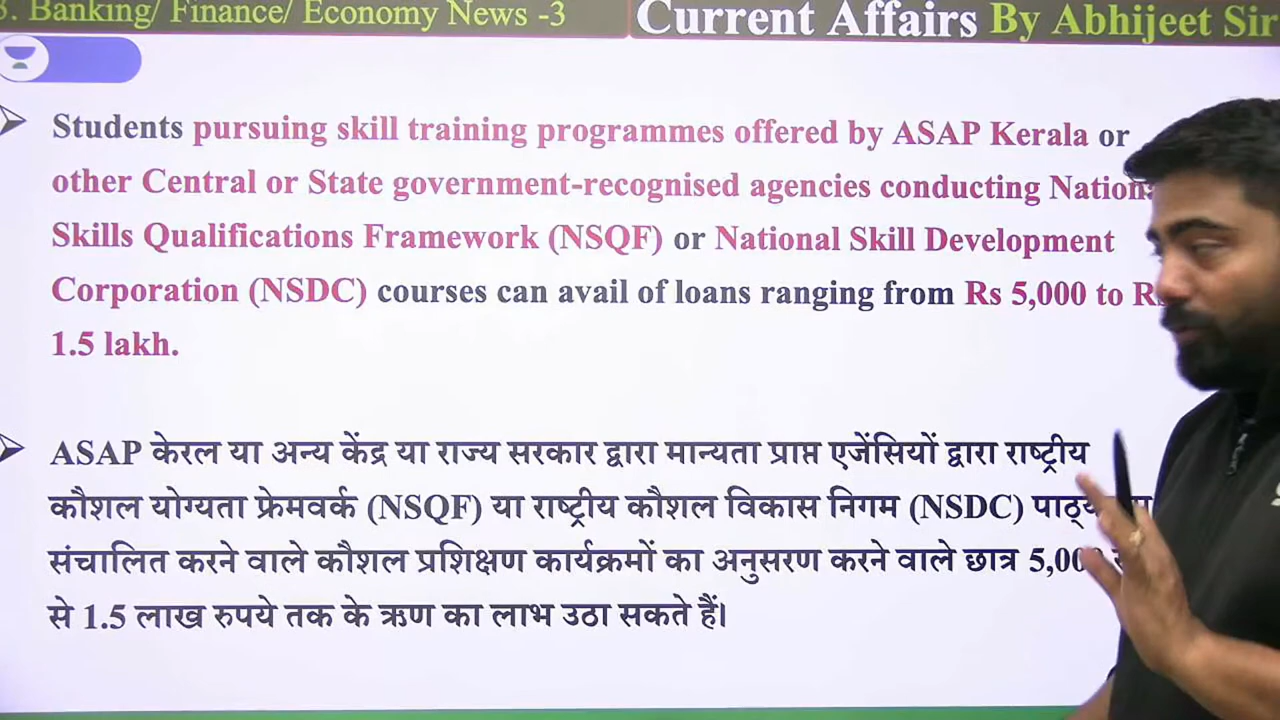 3. Banking/ Finance/ Economy News -3
Current Affairs By Abhijeet Sir
Students pursuing skill training programmes offered by ASAP Kerala or
other Central or State government-recognised agencies conducting
Skills Qualifications Framework (NSQF) or National Skill Development
Corporation (NSDC) courses can avail of loans ranging from Rs 5,000 to
1.5 lakh.
ASAP केरल या अन्य केंद्र या राज्य सरकार द्वारा मान्यता प्राप्त एजेंसियों द्वारा राष्ट्रीय
कौशल योग्यता फ्रेमवर्क (NSQF) या राष्ट्रीय कौशल विकास निगम (NSDC)
संचालित करने वाले कौशल प्रशिक्षण कार्यक्रमों का अनुसरण करने वाले छात्र
से 1.5 लाख रुपये तक के ऋण का लाभ उठा सकते हैं।